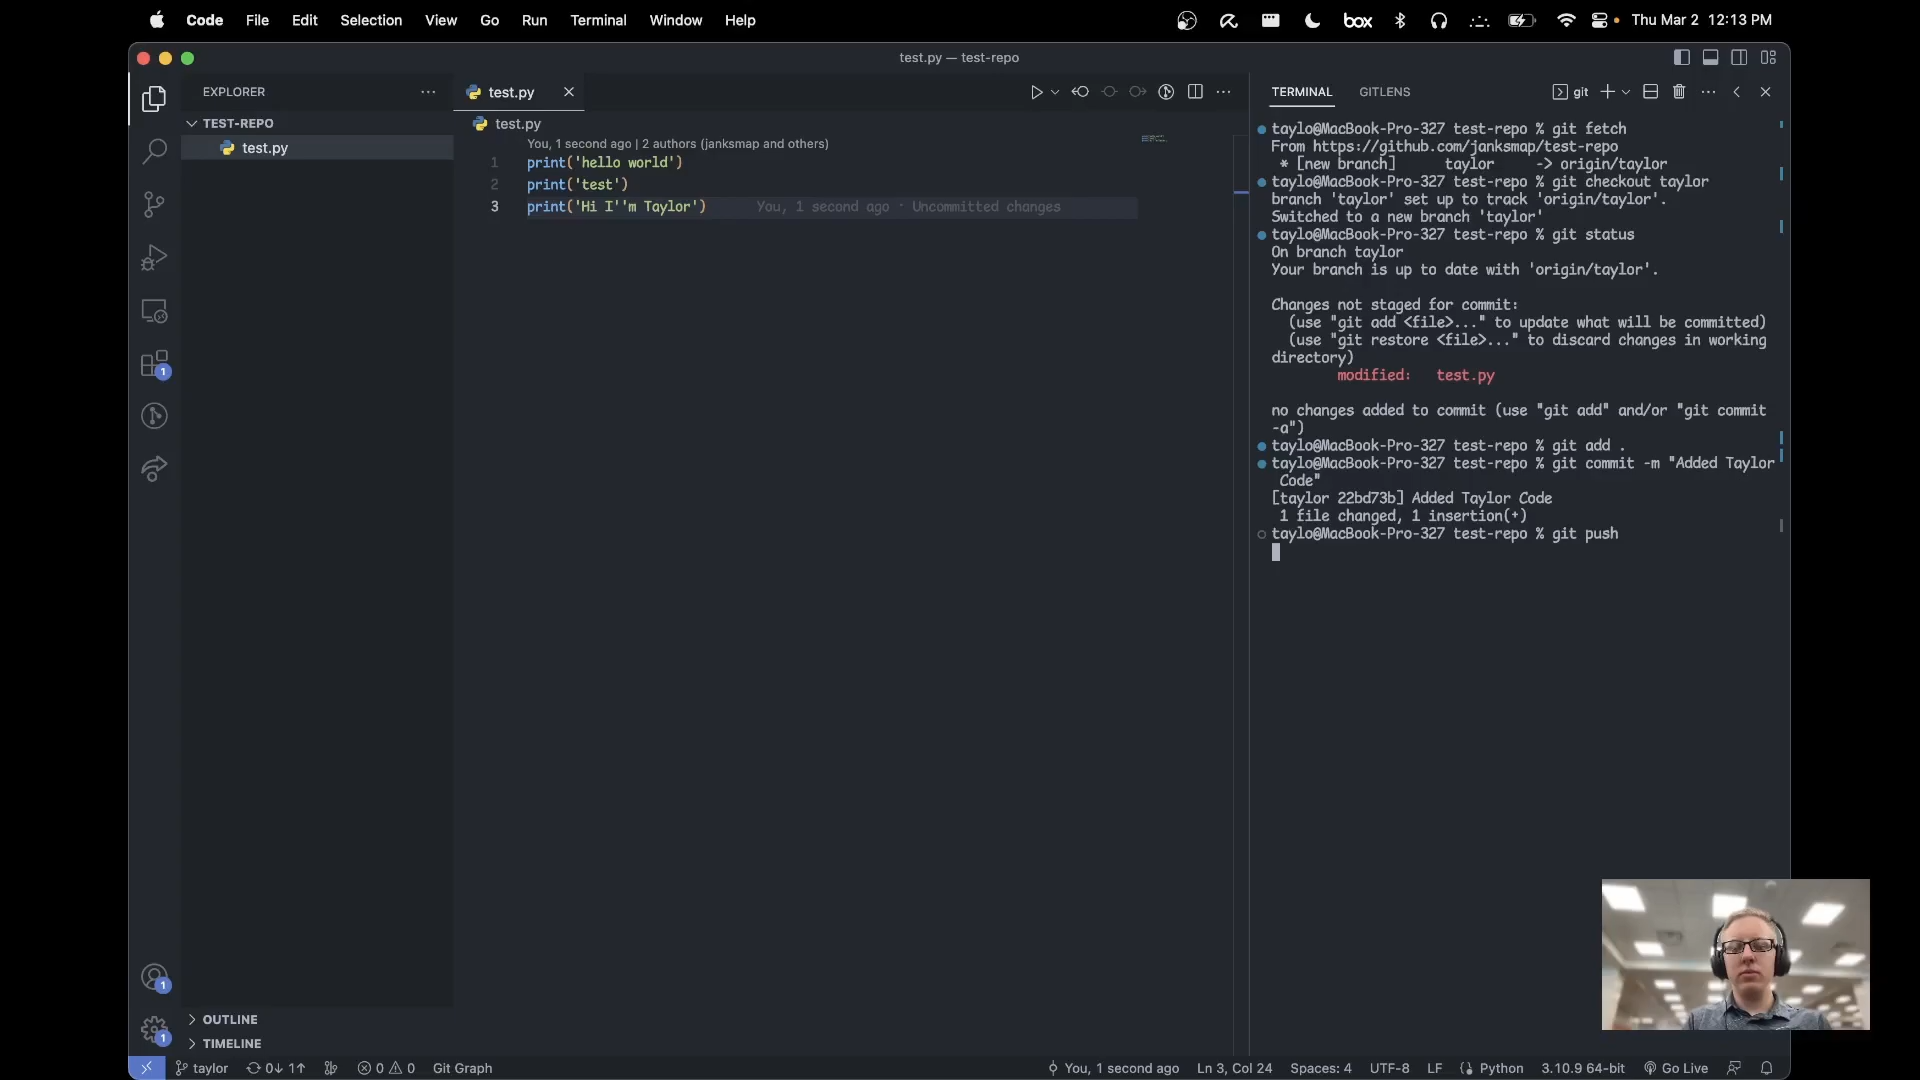 Code File Edit Selection View Go Run Terminal Window Help box Thu Mar 2 12:13 PM
test.py — test-repo
EXPLORER
test.py
TERMINAL GITLENS git
TEST-REPO
test.py
test.py
You, 1 second ago | 2 authors (janksmap and others)
1 print('hello world')
2 print('test')
3 print('Hi I''m Taylor') You, 1 second ago · Uncommitted changes
taylo@MacBook-Pro-327 test-repo % git fetch
From https://github.com/janksmap/test-repo
* [new branch] taylor -> origin/taylor
taylo@MacBook-Pro-327 test-repo % git checkout taylor
branch 'taylor' set up to track 'origin/taylor'.
Switched to a new branch 'taylor'
taylo@MacBook-Pro-327 test-repo % git status
On branch taylor
Your branch is up to date with 'origin/taylor'.
Changes not staged for commit:
(use "git add <file>..." to update what will be committed)
(use "git restore <file>..." to discard changes in working
directory)
modified: test.py
no changes added to commit (use "git add" and/or "git commit
-a")
taylo@MacBook-Pro-327 test-repo % git add .
taylo@MacBook-Pro-327 test-repo % git commit -m "Added Taylor
Code"
[taylor 22bd73b] Added Taylor Code
1 file changed, 1 insertion(+)
taylo@MacBook-Pro-327 test-repo % git push
1
1
1
OUTLINE
TIMELINE
taylor 0↓ 1↑ 0 0 Git Graph You, 1 second ago Ln 3, Col 24 Spaces: 4 UTF-8 LF Python 3.10.9 64-bit Go Live